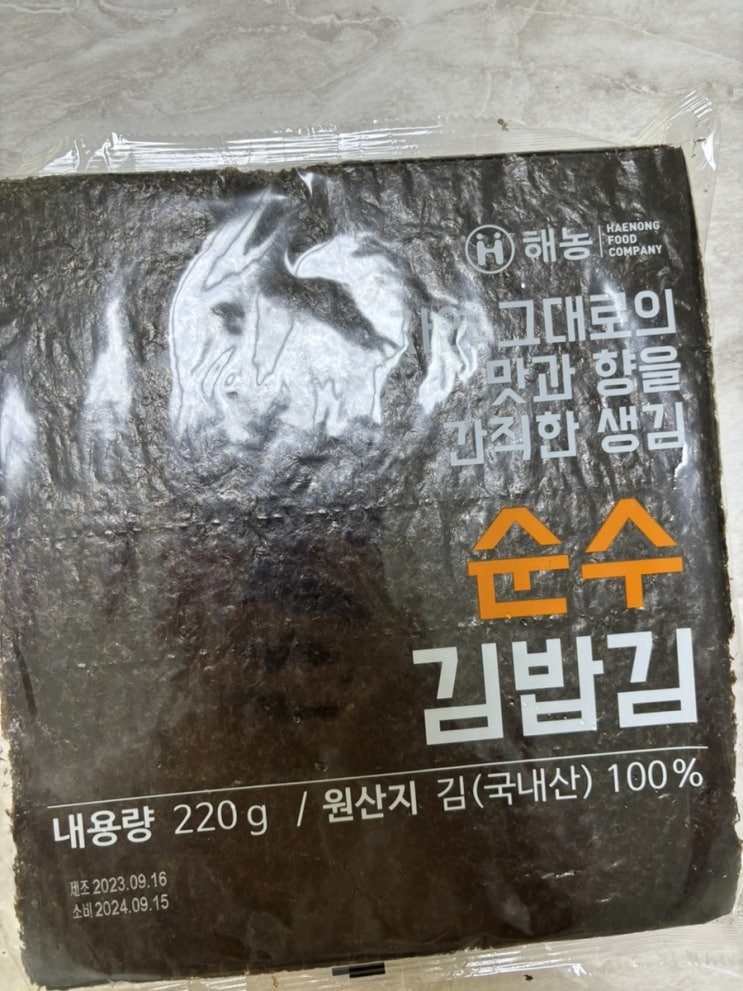 해농
HAENONG
FOOD
COMPANY
그대로의
맛과 향을
간직한 생김
순수
김밥김
내용량 220g / 원산지 김(국내산) 100%
제조 2023.09.16
소비 2024.09.15